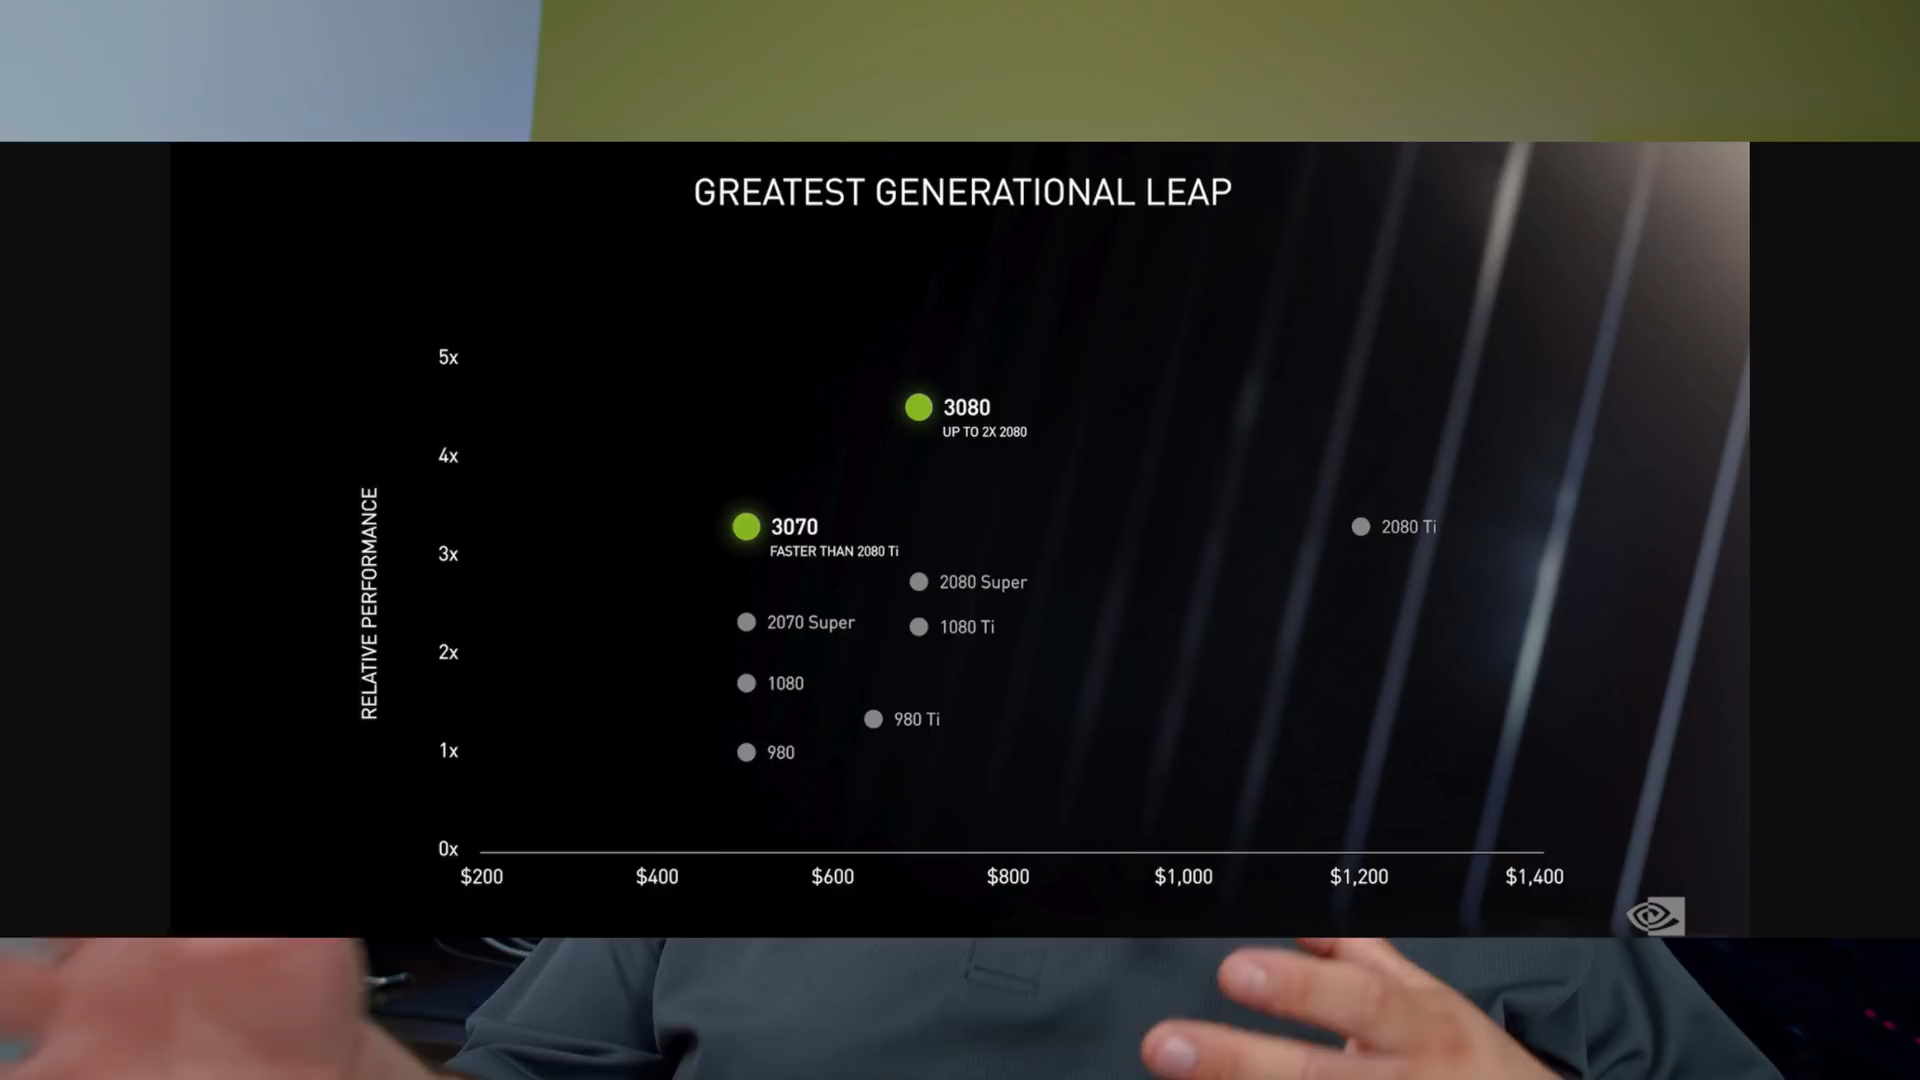 GREATEST GENERATIONAL LEAP
5x
3080
UP TO 2X 2080
4x
3070
FASTER THAN 2080 Ti
2080 Ti
3x
2080 Super
2070 Super
1080 Ti
2x
1080
980 Ti
1x
980
0x
RELATIVE PERFORMANCE
$200 $400 $600 $800 $1,000 $1,200 $1,400